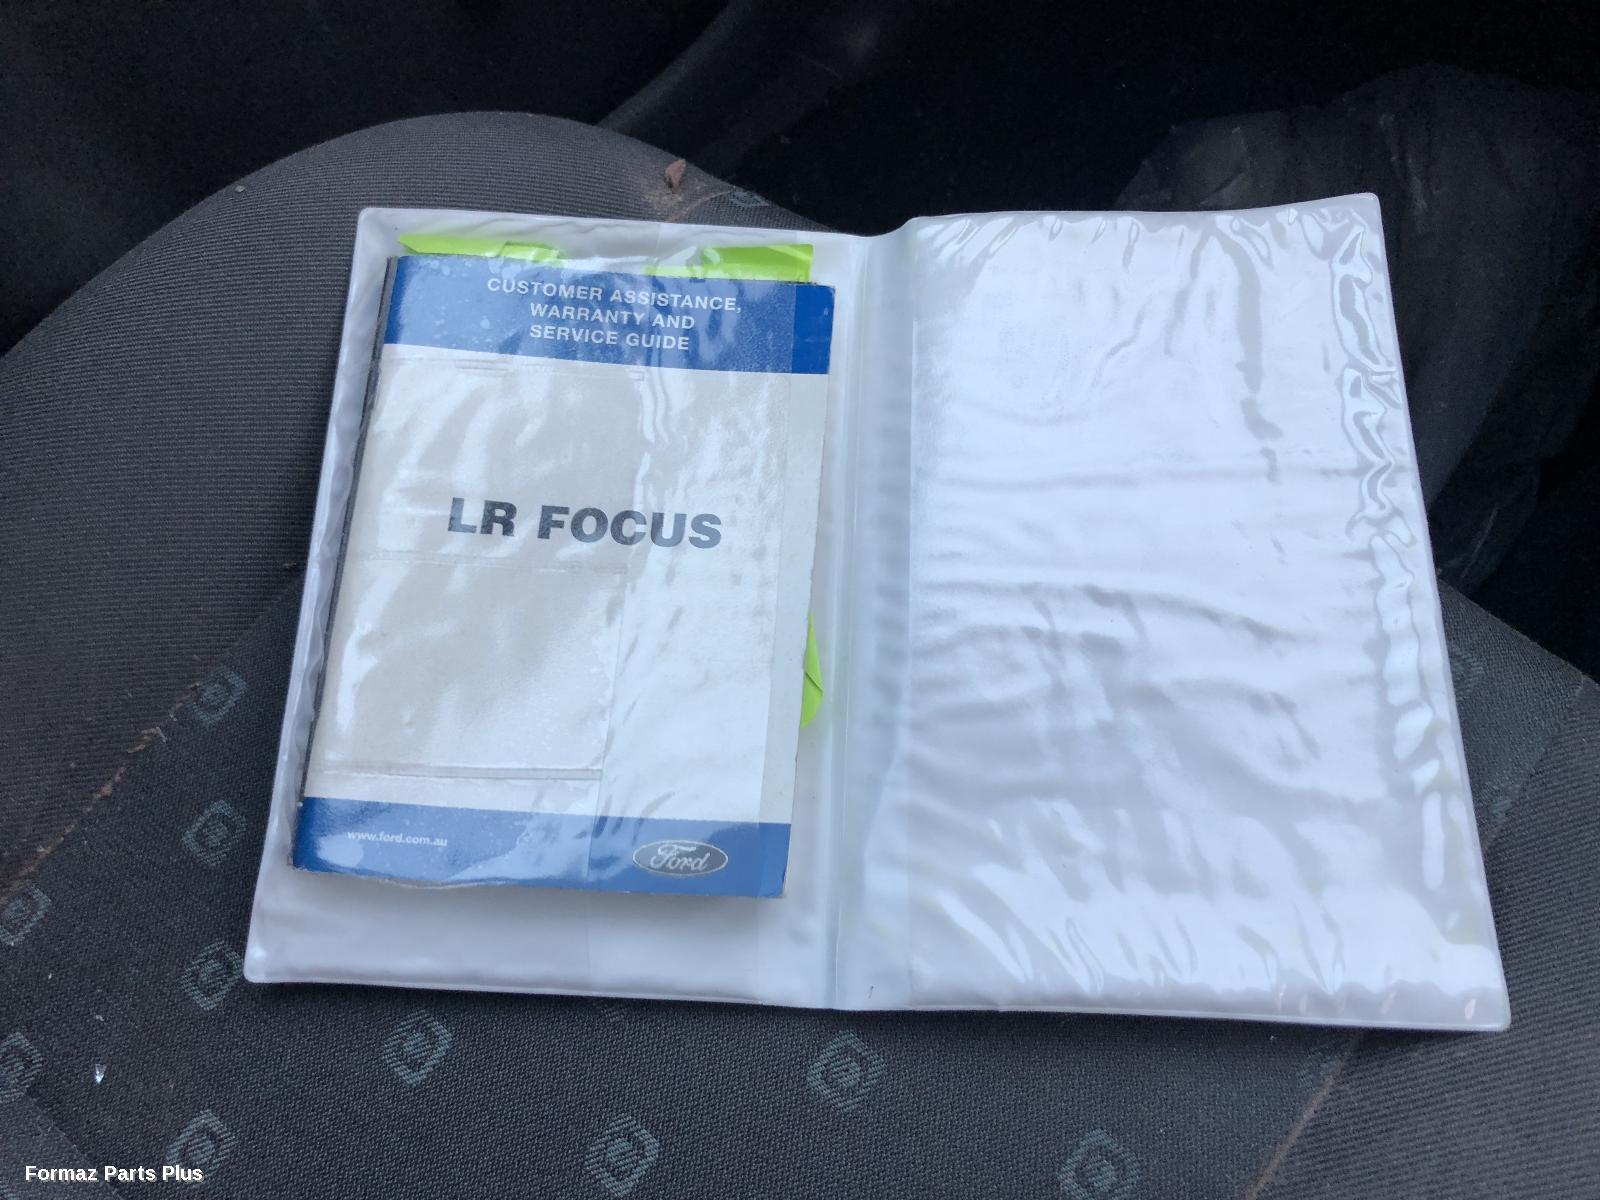 CUSTOMER ASSISTANCE,
WARRANTY AND
SERVICE GUIDE
LR FOCUS
www.ford.com.au
Ford
Formaz Parts Plus